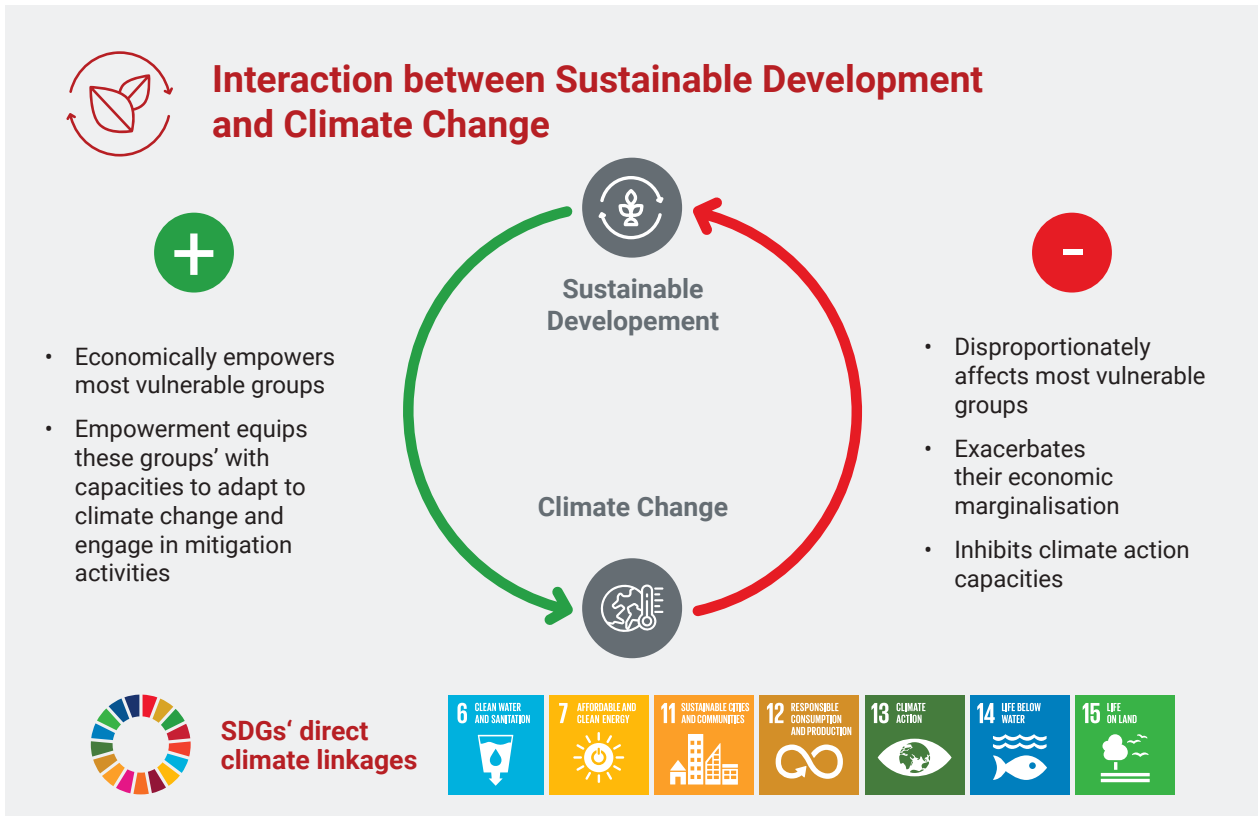 Interaction between Sustainable Development
and Climate Change
+
• Economically empowers
most vulnerable groups
• Empowerment equips
these groups’ with
capacities to adapt to
climate change and
engage in mitigation
activities
Sustainable
Developement
Climate Change
-
• Disproportionately
affects most vulnerable
groups
• Exacerbates
their economic
marginalisation
• Inhibits climate action
capacities
SDGs‘ direct
climate linkages
6 CLEAN WATER
AND SANITATION
7 AFFORDABLE AND
CLEAN ENERGY
11 SUSTAINABLE CITIES
AND COMMUNITIES
12 RESPONSIBLE
CONSUMPTION
AND PRODUCTION
13 CLIMATE
ACTION
14 LIFE BELOW
WATER
15 LIFE
ON LAND